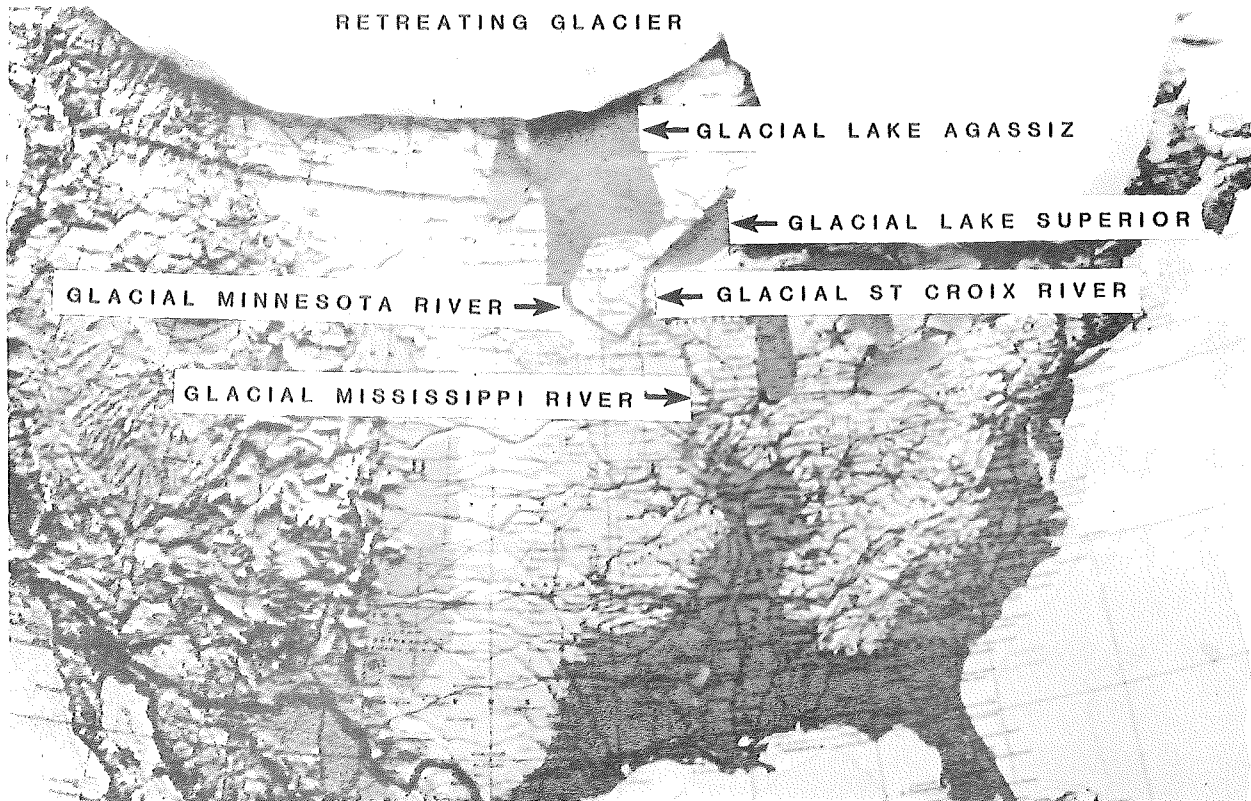 RETREATING GLACIER
GLACIAL LAKE AGASSIZ
GLACIAL LAKE SUPERIOR
GLACIAL MINNESOTA RIVER
GLACIAL ST CROIX RIVER
GLACIAL MISSISSIPPI RIVER